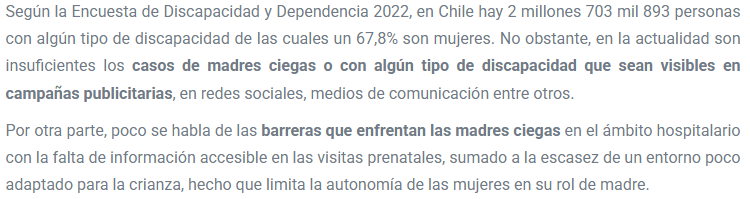 Según la Encuesta de Discapacidad y Dependencia 2022, en Chile hay 2 millones 703 mil 893 personas
con algún tipo de discapacidad de las cuales un 67,8% son mujeres. No obstante, en la actualidad son
insuficientes los casos de madres ciegas o con algún tipo de discapacidad que sean visibles en
campañas publicitarias, en redes sociales, medios de comunicación entre otros.
Por otra parte, poco se habla de las barreras que enfrentan las madres ciegas en el ámbito hospitalario
con la falta de información accesible en las visitas prenatales, sumado a la escasez de un entorno poco
adaptado para la crianza, hecho que limita la autonomía de las mujeres en su rol de madre.